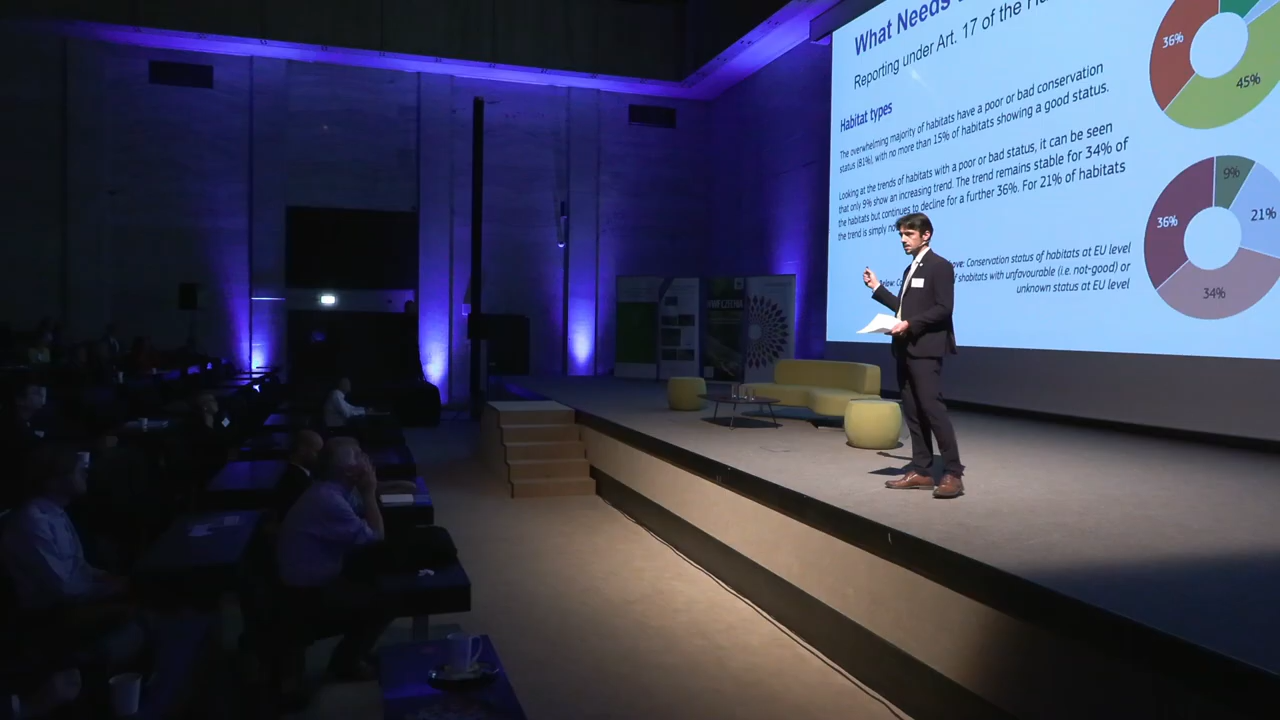 What Needs
Reporting under Art. 17 of the
Habitat types
The overwhelming majority of habitats have a poor or bad conservation
status (81%), with no more than 15% of habitats showing a good status.
Looking at the trends of habitats with a poor or bad status, it can be seen
that only 9% show an increasing trend. The trend remains stable for 34% of
the habitats but continues to decline for a further 36%. For 21% of habitats
the trend is simply
Conservation status of habitats at EU level
with unfavourable (i.e. not-good) or
unknown status at EU level
36%
45%
9%
36%
21%
34%